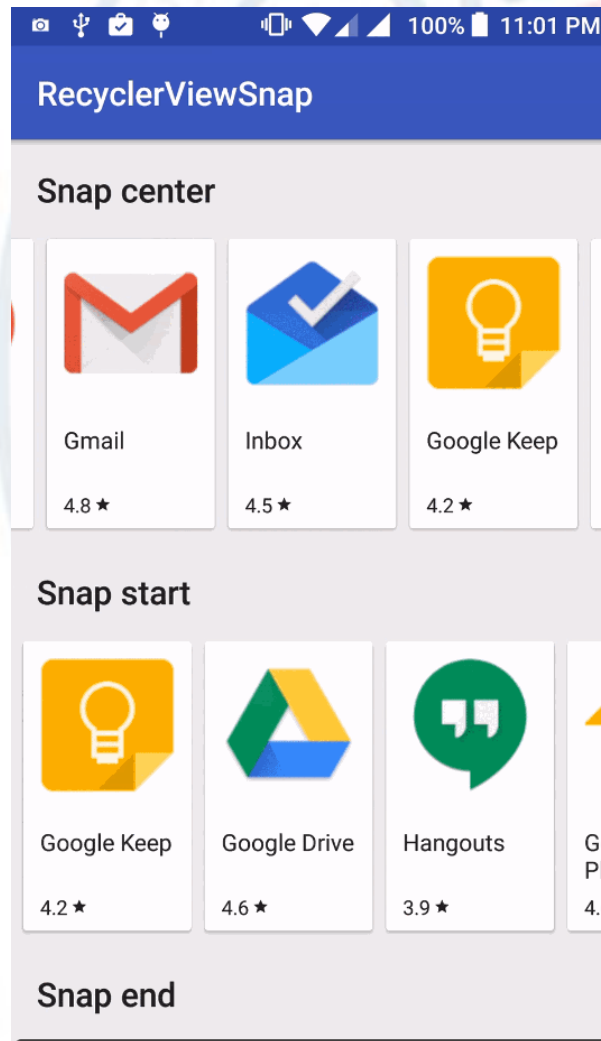 100% 11:01 PM
RecyclerViewSnap
Snap center
Gmail
Inbox
Google Keep
4.8 ★
4.5 ★
4.2 ★
Snap start
Google Keep
Google Drive
Hangouts
G
4.2 ★
4.6 ★
3.9 ★
4.
Snap end